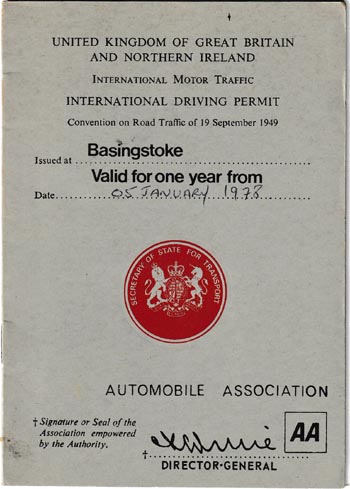 †
UNITED KINGDOM OF GREAT BRITAIN
AND NORTHERN IRELAND
INTERNATIONAL MOTOR TRAFFIC
INTERNATIONAL DRIVING PERMIT
Convention on Road Traffic of 19 September 1949
Issued at Basingstoke
Valid for one year from
Date 05 JANUARY 1978
SECRETARY OF STATE FOR TRANSPORT
AUTOMOBILE ASSOCIATION
† Signature or Seal of the
Association empowered
by the Authority.
AA
†
DIRECTOR-GENERAL